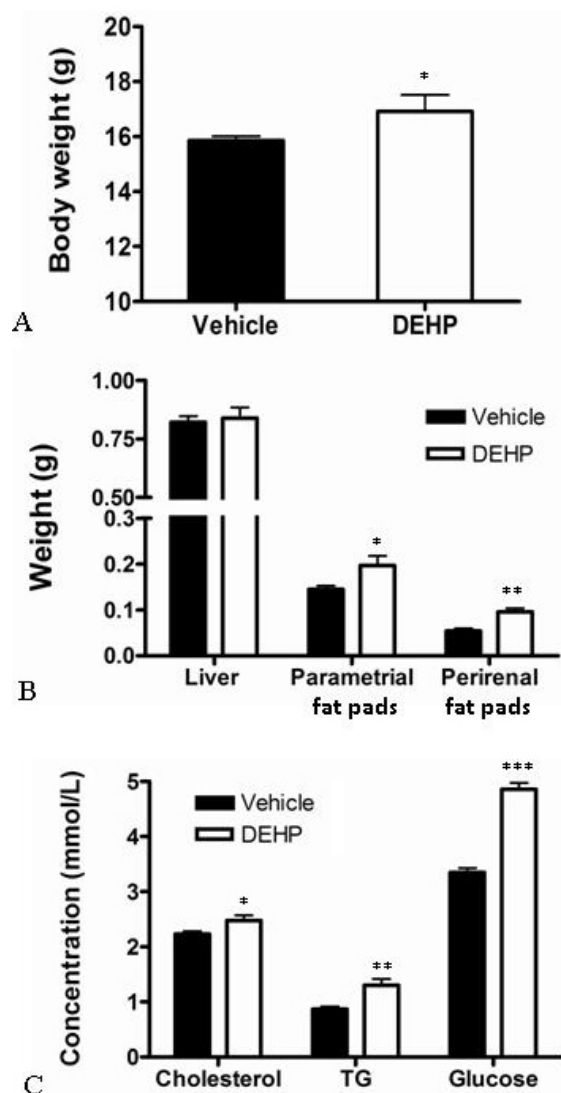 20
18
16
14
12
10
Body weight (g)
*
Vehicle DEHP
A
1.00
0.75
0.50
0.3
0.2
0.1
0.0
Weight (g)
Vehicle
DEHP
*
**
Liver Parametrial Perirenal
fat pads fat pads
B
5
4
3
2
1
0
Concentration (mmol/L)
Vehicle
DEHP
*
**
***
Cholesterol TG Glucose
C